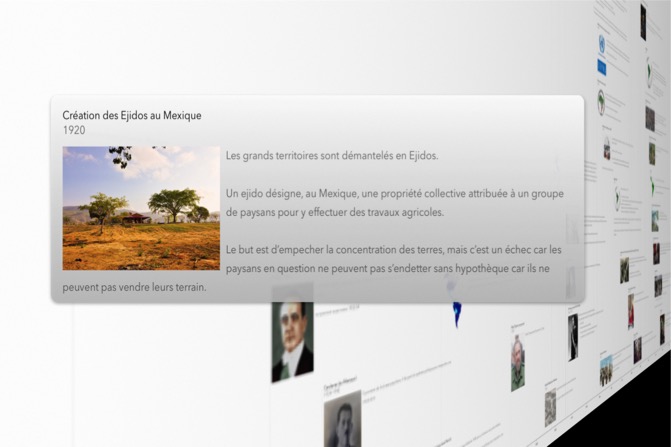 Création des Ejidos au Mexique
1920
Les grands territoires sont démantelés en Ejidos.
Un ejido désigne, au Mexique, une propriété collective attribuée à un groupe
de paysans pour y effectuer des travaux agricoles.
Le but est d'empecher la concentration des terres, mais c'est un échec car les
paysans en question ne peuvent pas s'endetter sans hypothèque car ils ne
peuvent pas vendre leurs terrain.